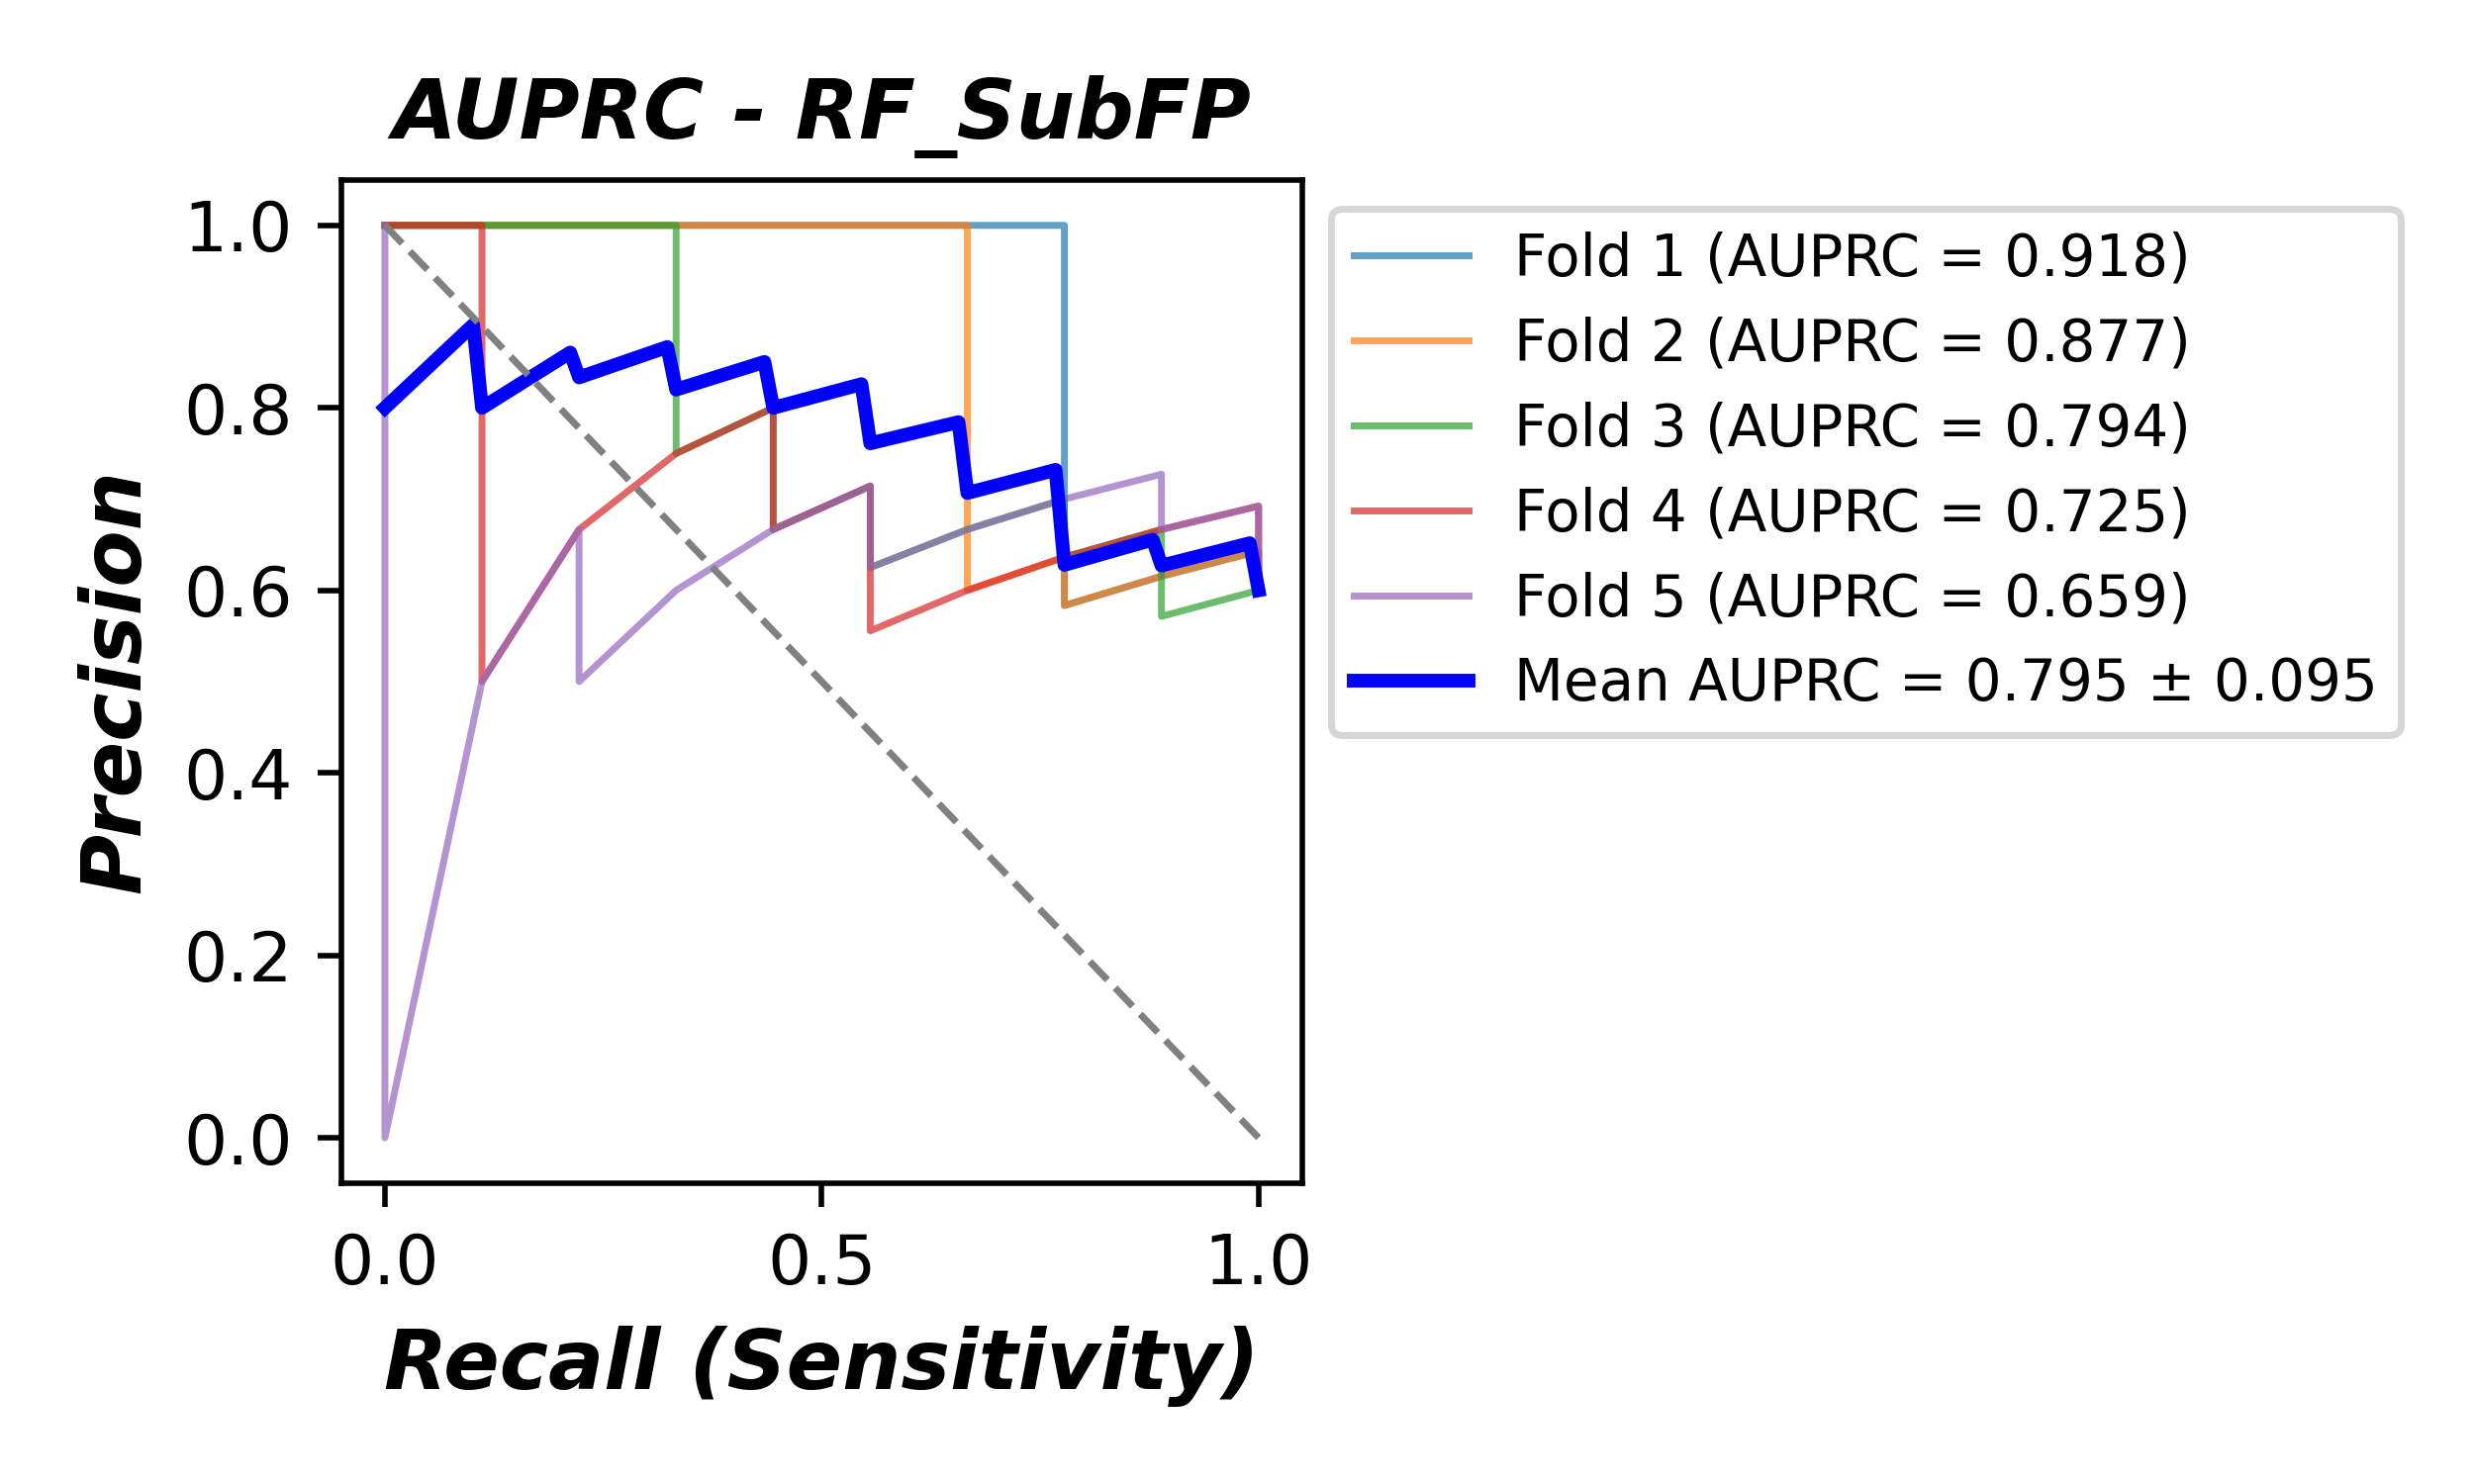 AUPRC - RF_SubFP
Precision
1.0
0.8
0.6
0.4
0.2
0.0
0.0 0.5 1.0
Recall (Sensitivity)
Fold 1 (AUPRC = 0.918)
Fold 2 (AUPRC = 0.877)
Fold 3 (AUPRC = 0.794)
Fold 4 (AUPRC = 0.725)
Fold 5 (AUPRC = 0.659)
Mean AUPRC = 0.795 ± 0.095